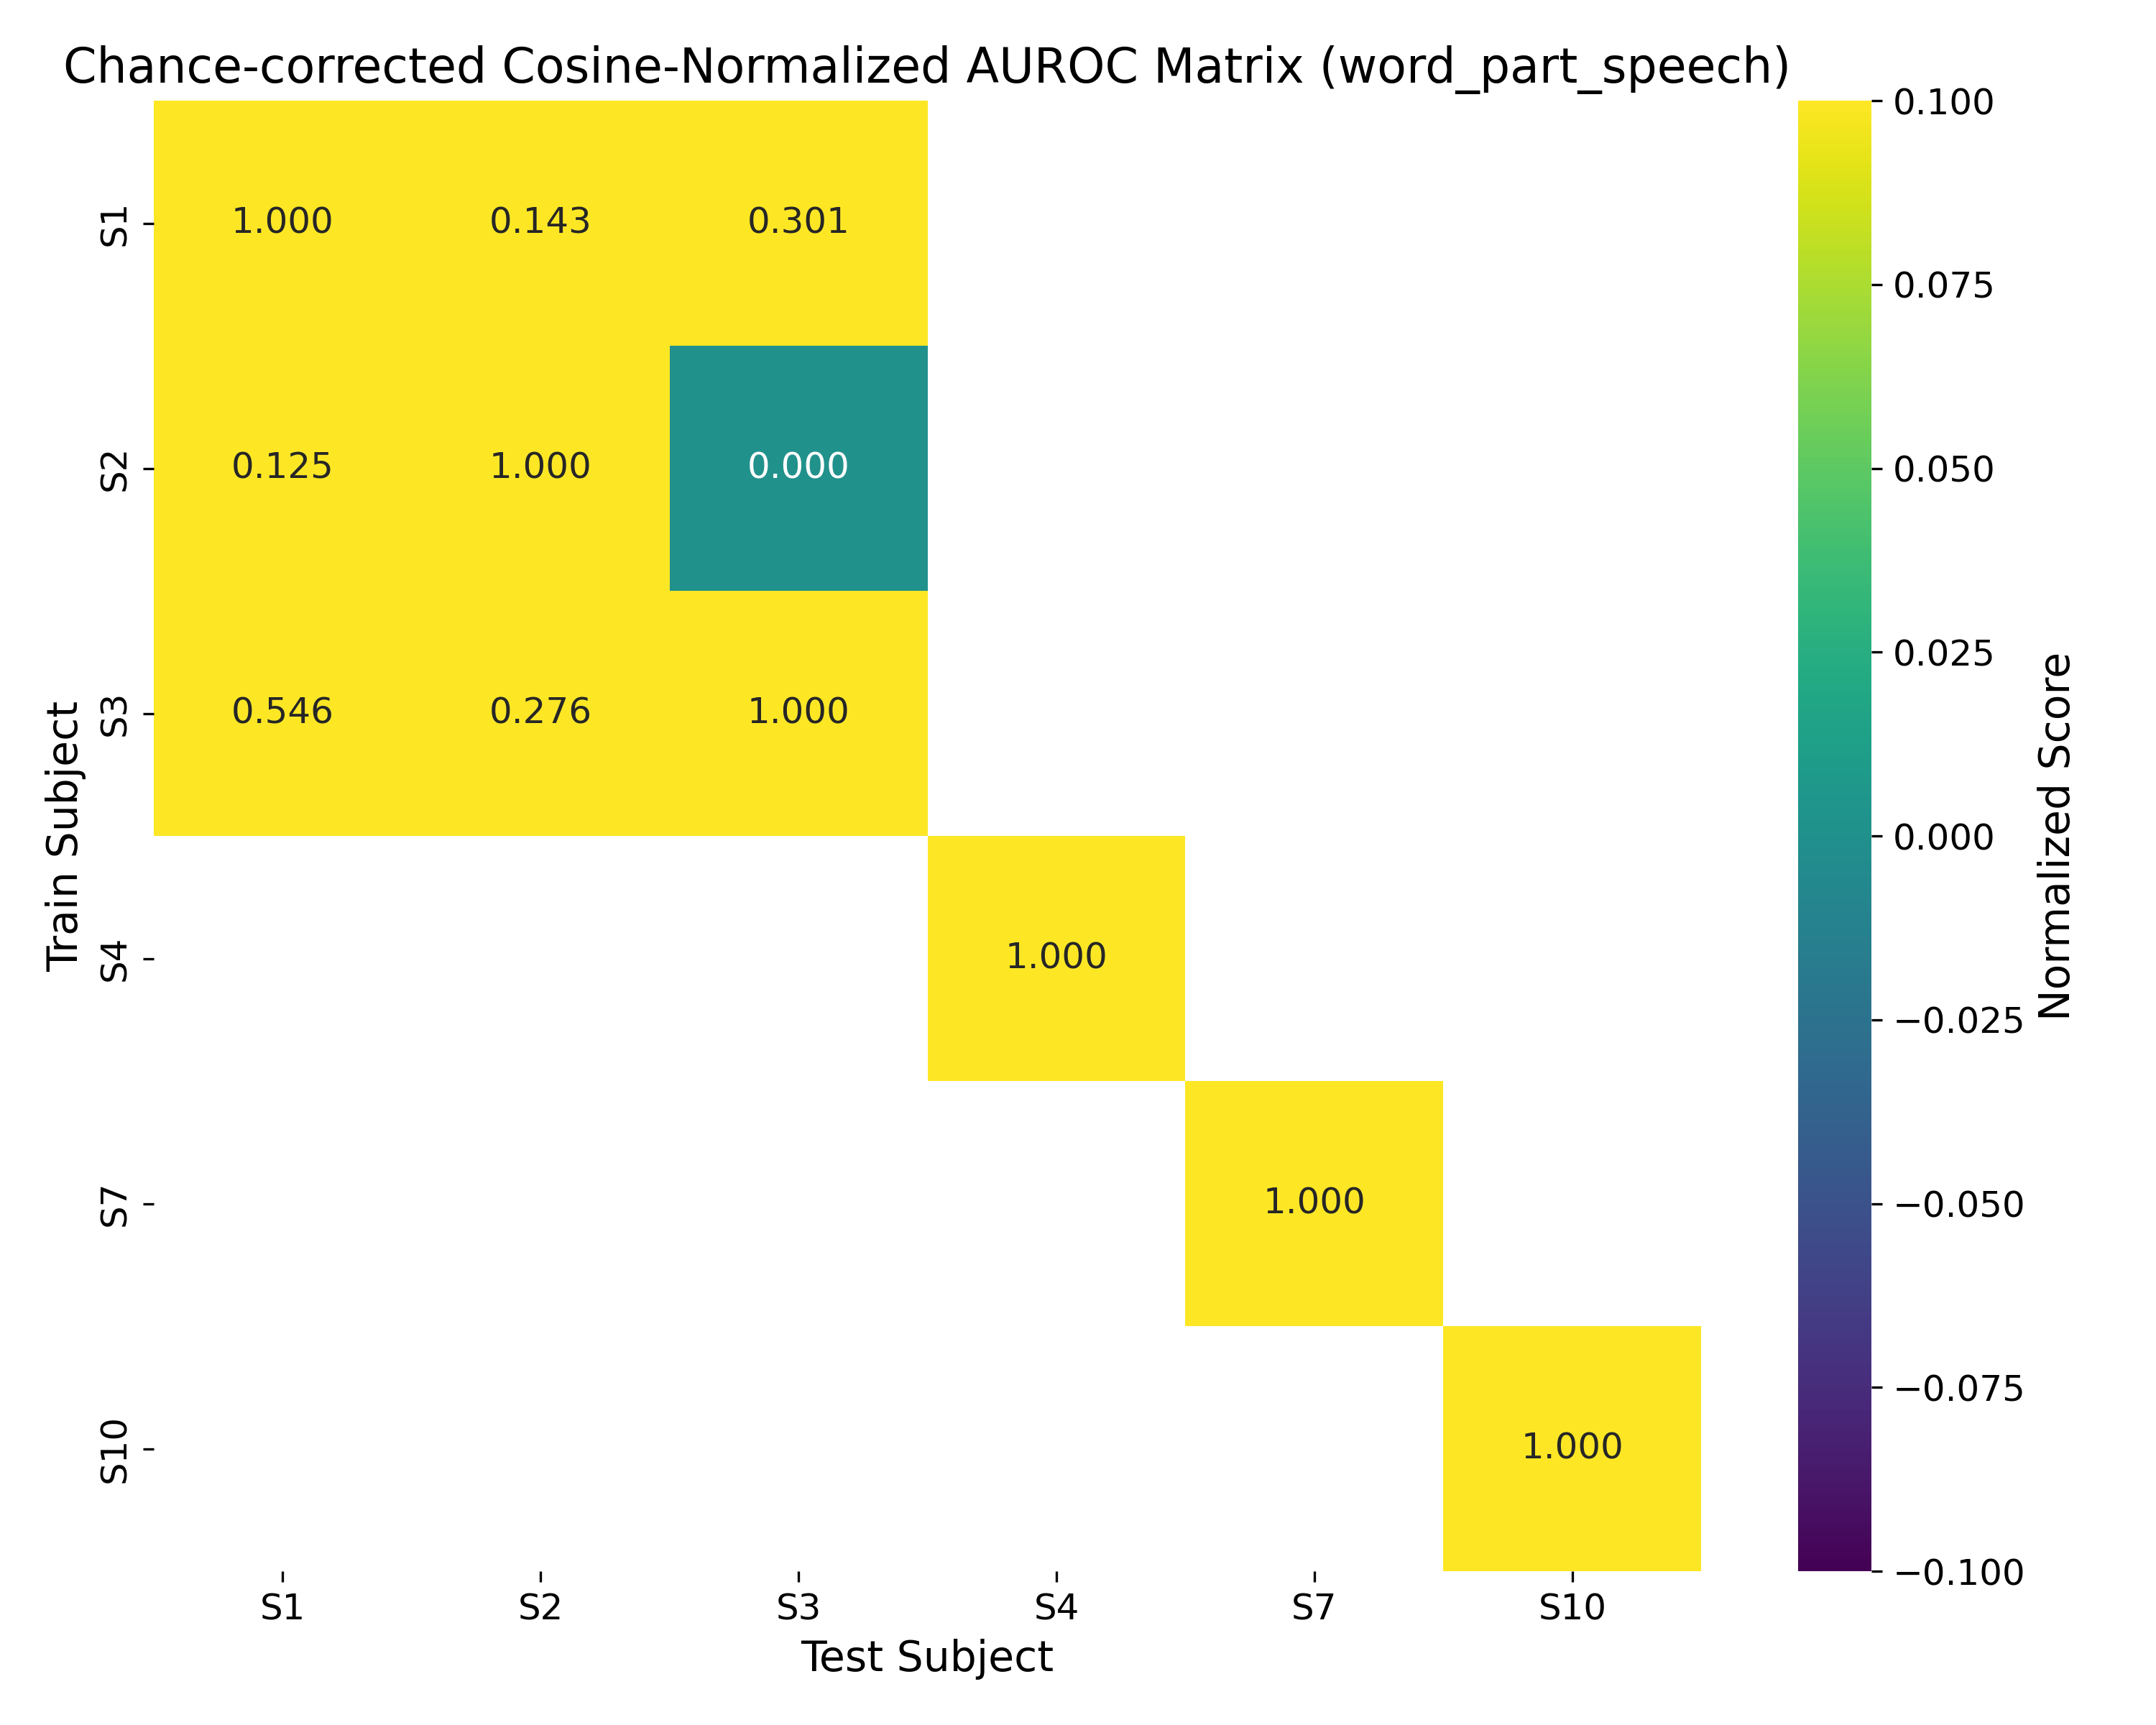 Chance-corrected Cosine-Normalized AUROC Matrix (word_part_speech)
Train Subject
S1
1.000 0.143 0.301
S2
0.125 1.000 0.000
S3
0.546 0.276 1.000
S4
1.000
S7
1.000
S10
1.000
S1 S2 S3 S4 S7 S10
Test Subject
0.100
0.075
0.050
0.025
0.000
−0.025
−0.050
−0.075
−0.100
Normalized Score